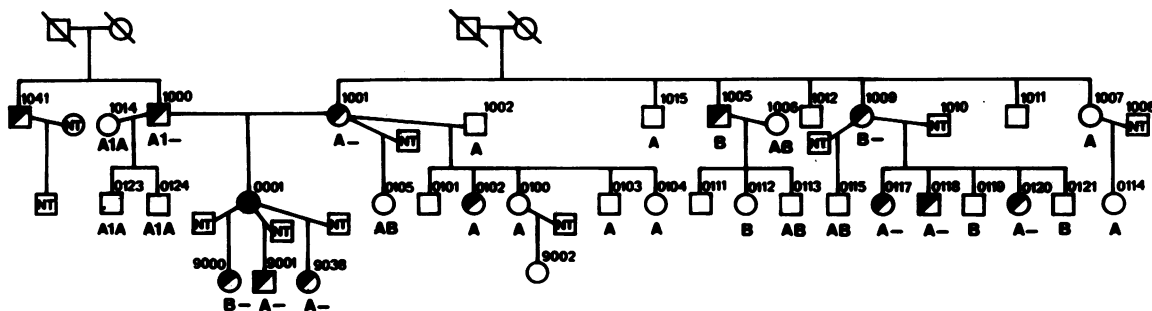 1041 1014 1000 1001 1002 1015 1005 1006 1012 1009 1010 1011 1007 1008
NT A1A A1- A- NT A A B AB NT B- NT A NT
0123 0124 0001 0105 0101 0102 0100 0103 0104 0111 0112 0113 0115 0117 0118 0119 0120 0121 0114
NT A1A A1A NT NT NT AB A A NT A A B AB AB A- A- B A- B A
9000 9001 9038 9002
B- A- A-